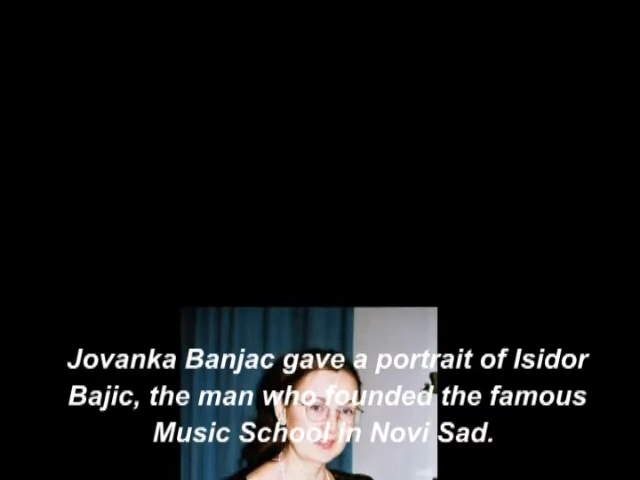 Jovanka Banjac gave a portrait of Isidor
Bajic, the man who founded the famous
Music School in Novi Sad.